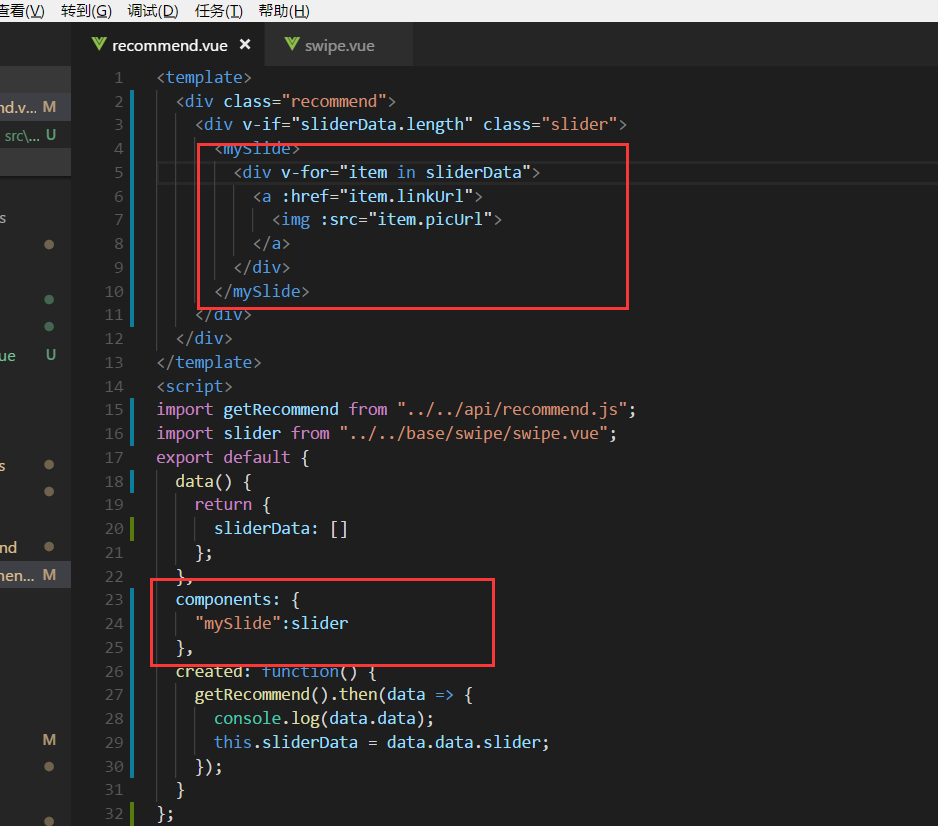 查看(V) 转到(G) 调试(D) 任务(T) 帮助(H)
recommend.vue × swipe.vue
nd.v... M
src\... U
s
ue U
s
nd
hen... M
M
1 <template>
2 <div class="recommend">
3 <div v-if="sliderData.length" class="slider">
4 <mySlide>
5 <div v-for="item in sliderData">
6 <a :href="item.linkUrl">
7 <img :src="item.picUrl">
8 </a>
9 </div>
10 </mySlide>
11 </div>
12 </div>
13 </template>
14 <script>
15 import getRecommend from "../../api/recommend.js";
16 import slider from "../../base/swipe/swipe.vue";
17 export default {
18 data() {
19 return {
20 sliderData: []
21 };
22 },
23 components: {
24 "mySlide":slider
25 },
26 created: function() {
27 getRecommend().then(data => {
28 console.log(data.data);
29 this.sliderData = data.data.slider;
30 });
31 }
32 };